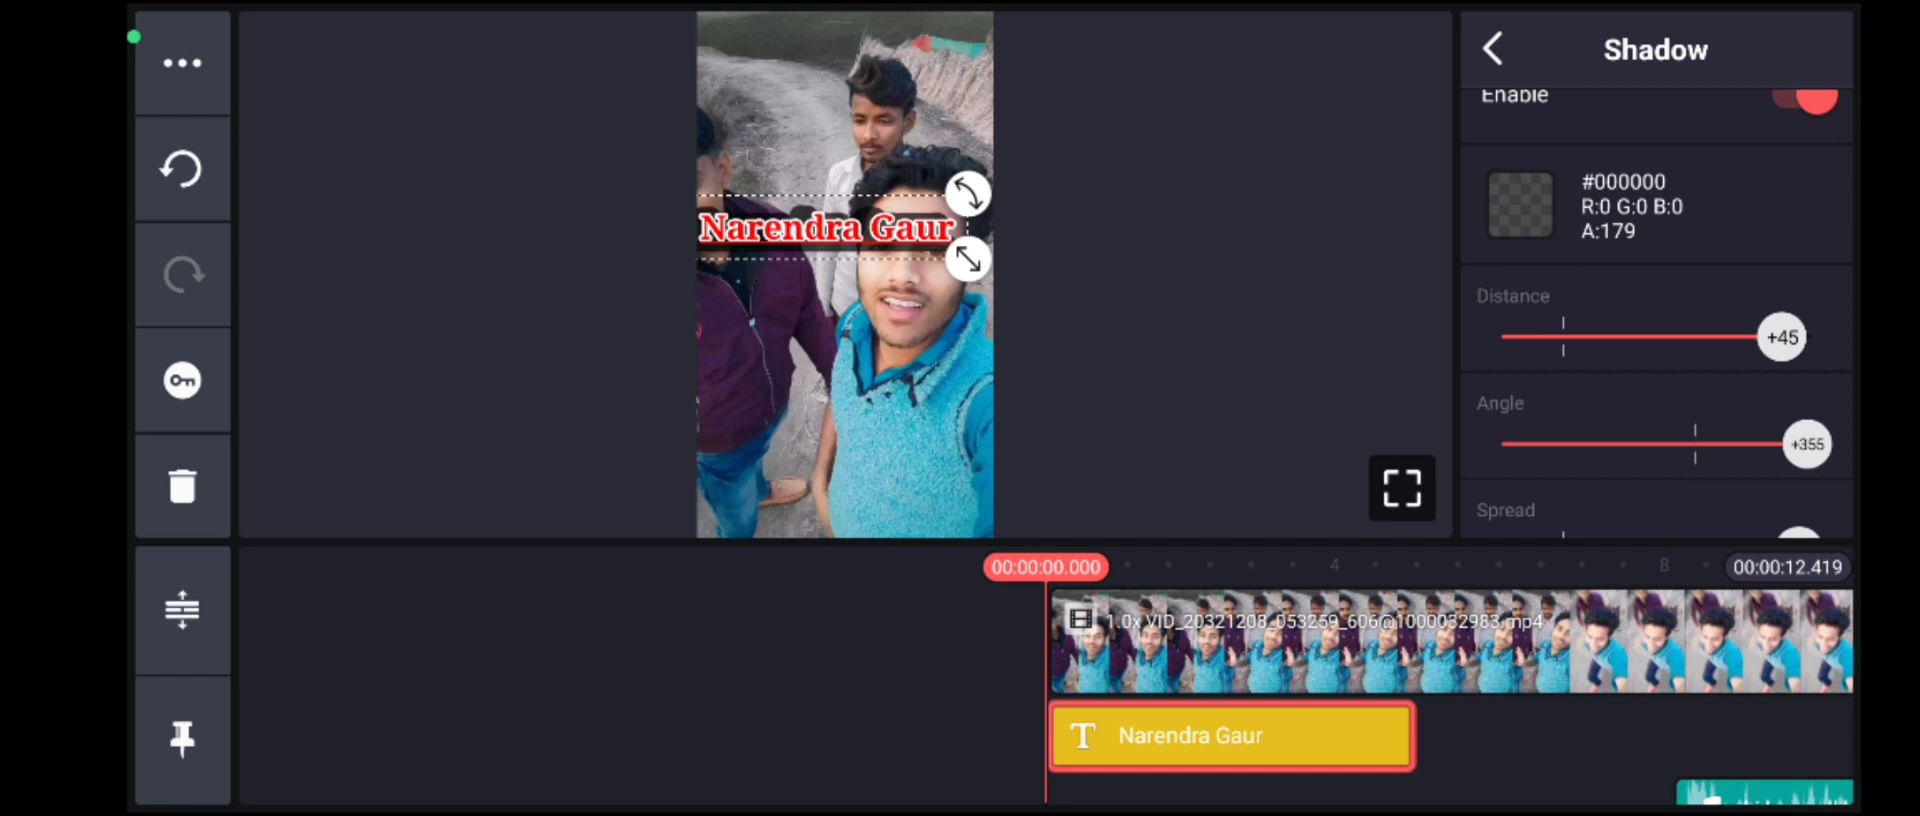 Shadow
Enable
#000000
R:0 G:0 B:0
A:179
Narendra Gaur
Distance
+45
Angle
+355
Spread
00:00:00.000
4
8
00:00:12.419
1.0x VID_20321208_053259_606@1000032983.mp4
T Narendra Gaur